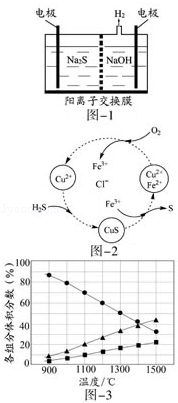 电极 H₂ 电极
Na₂S NaOH
阳离子交换膜
图-1
O₂
Fe³⁺
Cu²⁺ Cl⁻ Cu²⁺
Fe²⁺
H₂S Fe³⁺ S
CuS
图-2
各组分体积分数(%)
100
80
60
40
20
0
900 1100 1300 1500
温度/℃
图-3